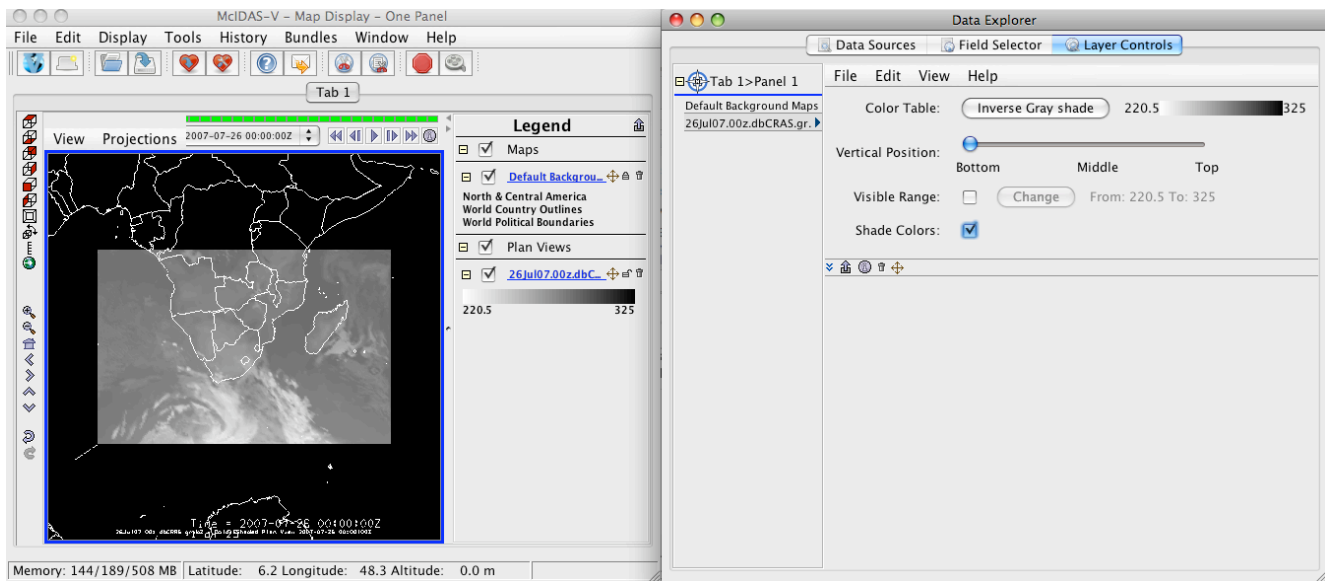 McIDAS-V – Map Display – One Panel
File Edit Display Tools History Bundles Window Help
Tab 1
View Projections 2007-07-26 00:00:00Z
Legend
Maps
Default Backgrou...
North & Central America
World Country Outlines
World Political Boundaries
Plan Views
26Jul07.00z.dbC...
220.5 325
Time = 2007-07-26 00:00:00Z
Memory: 144/189/508 MB Latitude: 6.2 Longitude: 48.3 Altitude: 0.0 m
Data Explorer
Data Sources Field Selector Layer Controls
Tab 1>Panel 1
Default Background Maps
26Jul07.00z.dbCRAS.gr.
File Edit View Help
Color Table: Inverse Gray shade 220.5 325
Vertical Position:
Bottom Middle Top
Visible Range: Change From: 220.5 To: 325
Shade Colors: